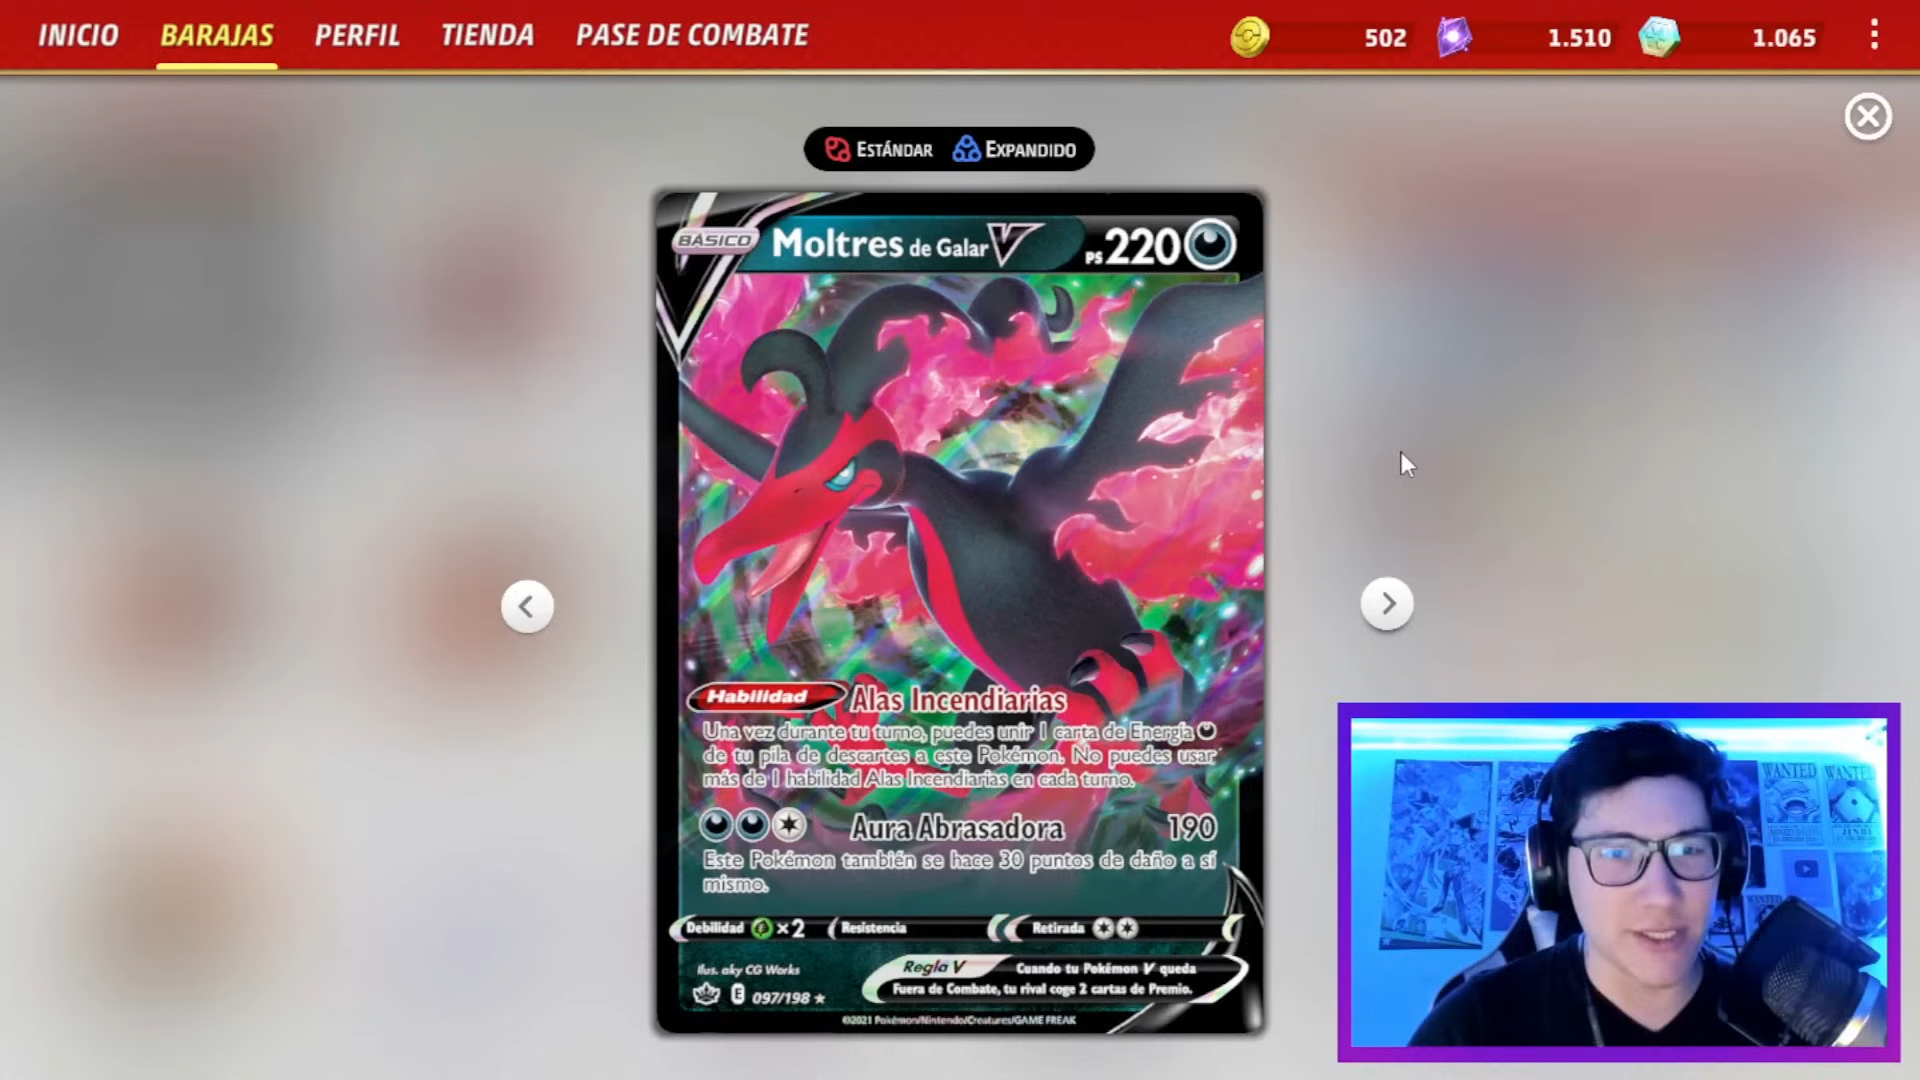 INICIO BARAJAS PERFIL TIENDA PASE DE COMBATE 502 1.510 1.065
ESTÁNDAR EXPANDIDO
BÁSICO Moltres de Galar V PS 220
Habilidad Alas Incendiarias
Una vez durante tu turno, puedes unir 1 carta de Energía
de tu pila de descartes a este Pokémon. No puedes usar
más de 1 habilidad Alas Incendiarias en cada turno.
Aura Abrasadora 190
Este Pokémon también se hace 30 puntos de daño a sí
mismo.
Debilidad ×2 Resistencia Retirada
Ilus. aky CG Works
Regla V Cuando tu Pokémon V queda
Fuera de Combate, tu rival coge 2 cartas de Premio.
E 097/198 ★
©2021 Pokémon/Nintendo/Creatures/GAME FREAK
WANTED WANTED
JINBE
WANTED